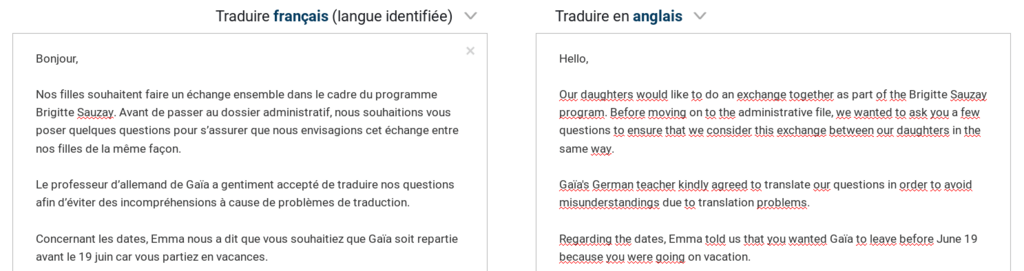 Traduire français (langue identifiée)
Traduire en anglais
Bonjour,
Nos filles souhaitent faire un échange ensemble dans le cadre du programme
Brigitte Sauzay. Avant de passer au dossier administratif, nous souhaitions vous
poser quelques questions pour s'assurer que nous envisagions cet échange entre
nos filles de la même façon.
Le professeur d'allemand de Gaïa a gentiment accepté de traduire nos questions
afin d'éviter des incompréhensions à cause de problèmes de traduction.
Concernant les dates, Emma nous a dit que vous souhaitiez que Gaïa soit repartie
avant le 19 juin car vous partiez en vacances.
Hello,
Our daughters would like to do an exchange together as part of the Brigitte Sauzay
program. Before moving on to the administrative file, we wanted to ask you a few
questions to ensure that we consider this exchange between our daughters in the
same way.
Gaïa's German teacher kindly agreed to translate our questions in order to avoid
misunderstandings due to translation problems.
Regarding the dates, Emma told us that you wanted Gaïa to leave before June 19
because you were going on vacation.